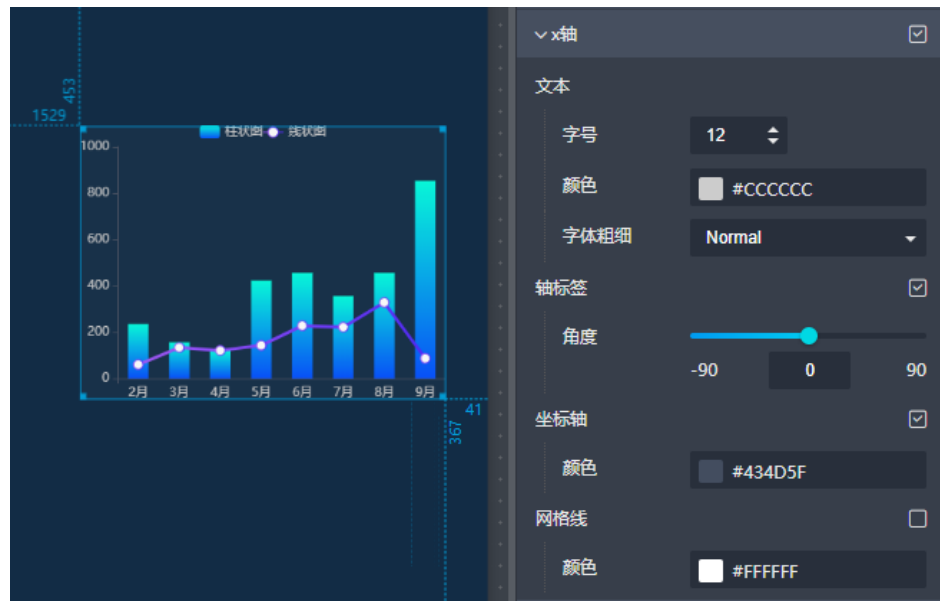 453
1529
柱状图 线状图
1000
800
600
400
200
0
2月 3月 4月 5月 6月 7月 8月 9月
41
367
x轴
文本
字号 12
颜色 #CCCCCC
字体粗细 Normal
轴标签
角度
-90 0 90
坐标轴
颜色 #434D5F
网格线
颜色 #FFFFFF